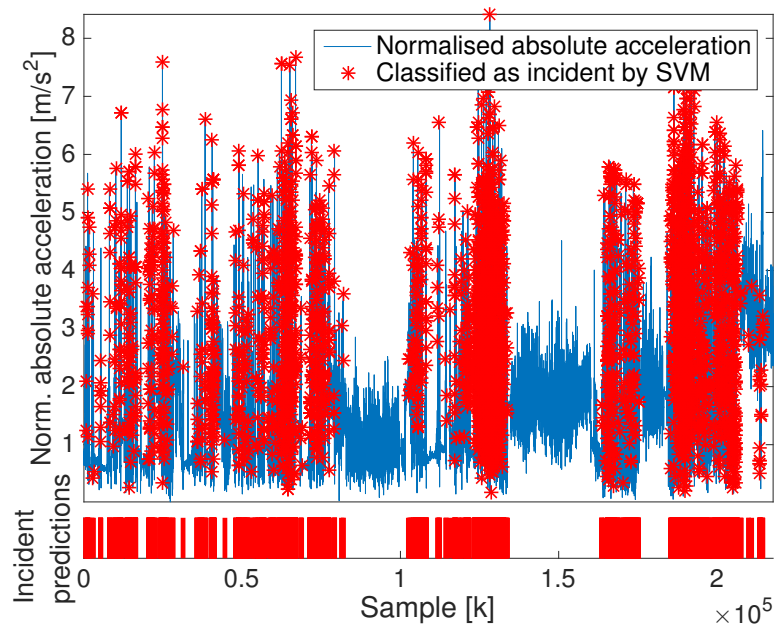 8
7
6
5
4
3
2
1
Norm. absolute acceleration [m/s²]
Normalised absolute acceleration
Classified as incident by SVM
Incident
predictions
0 0.5 1 1.5 2
Sample [k]
×10⁵